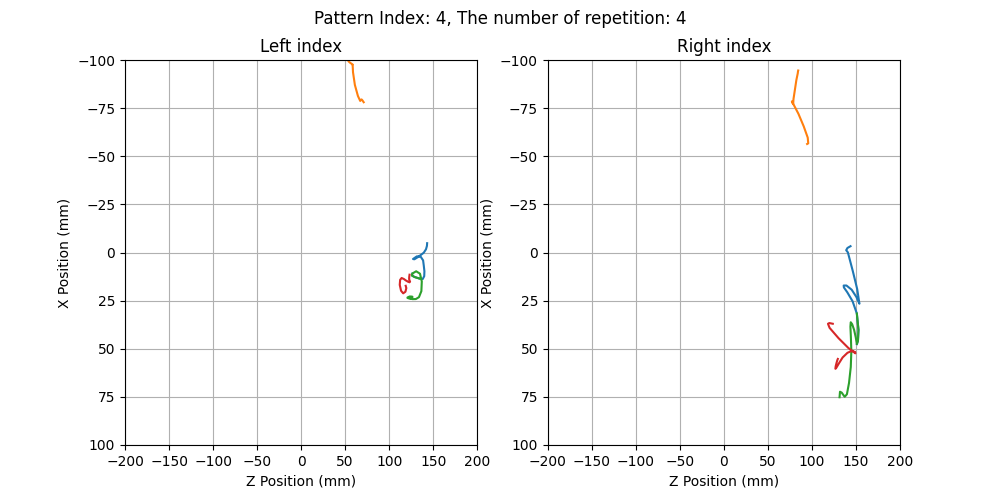 Pattern Index: 4, The number of repetition: 4
Left index
Right index
−100
−75
−50
−25
0
25
50
75
100
X Position (mm)
−200 −150 −100 −50 0 50 100 150 200
Z Position (mm)
−100
−75
−50
−25
0
25
50
75
100
X Position (mm)
−200 −150 −100 −50 0 50 100 150 200
Z Position (mm)